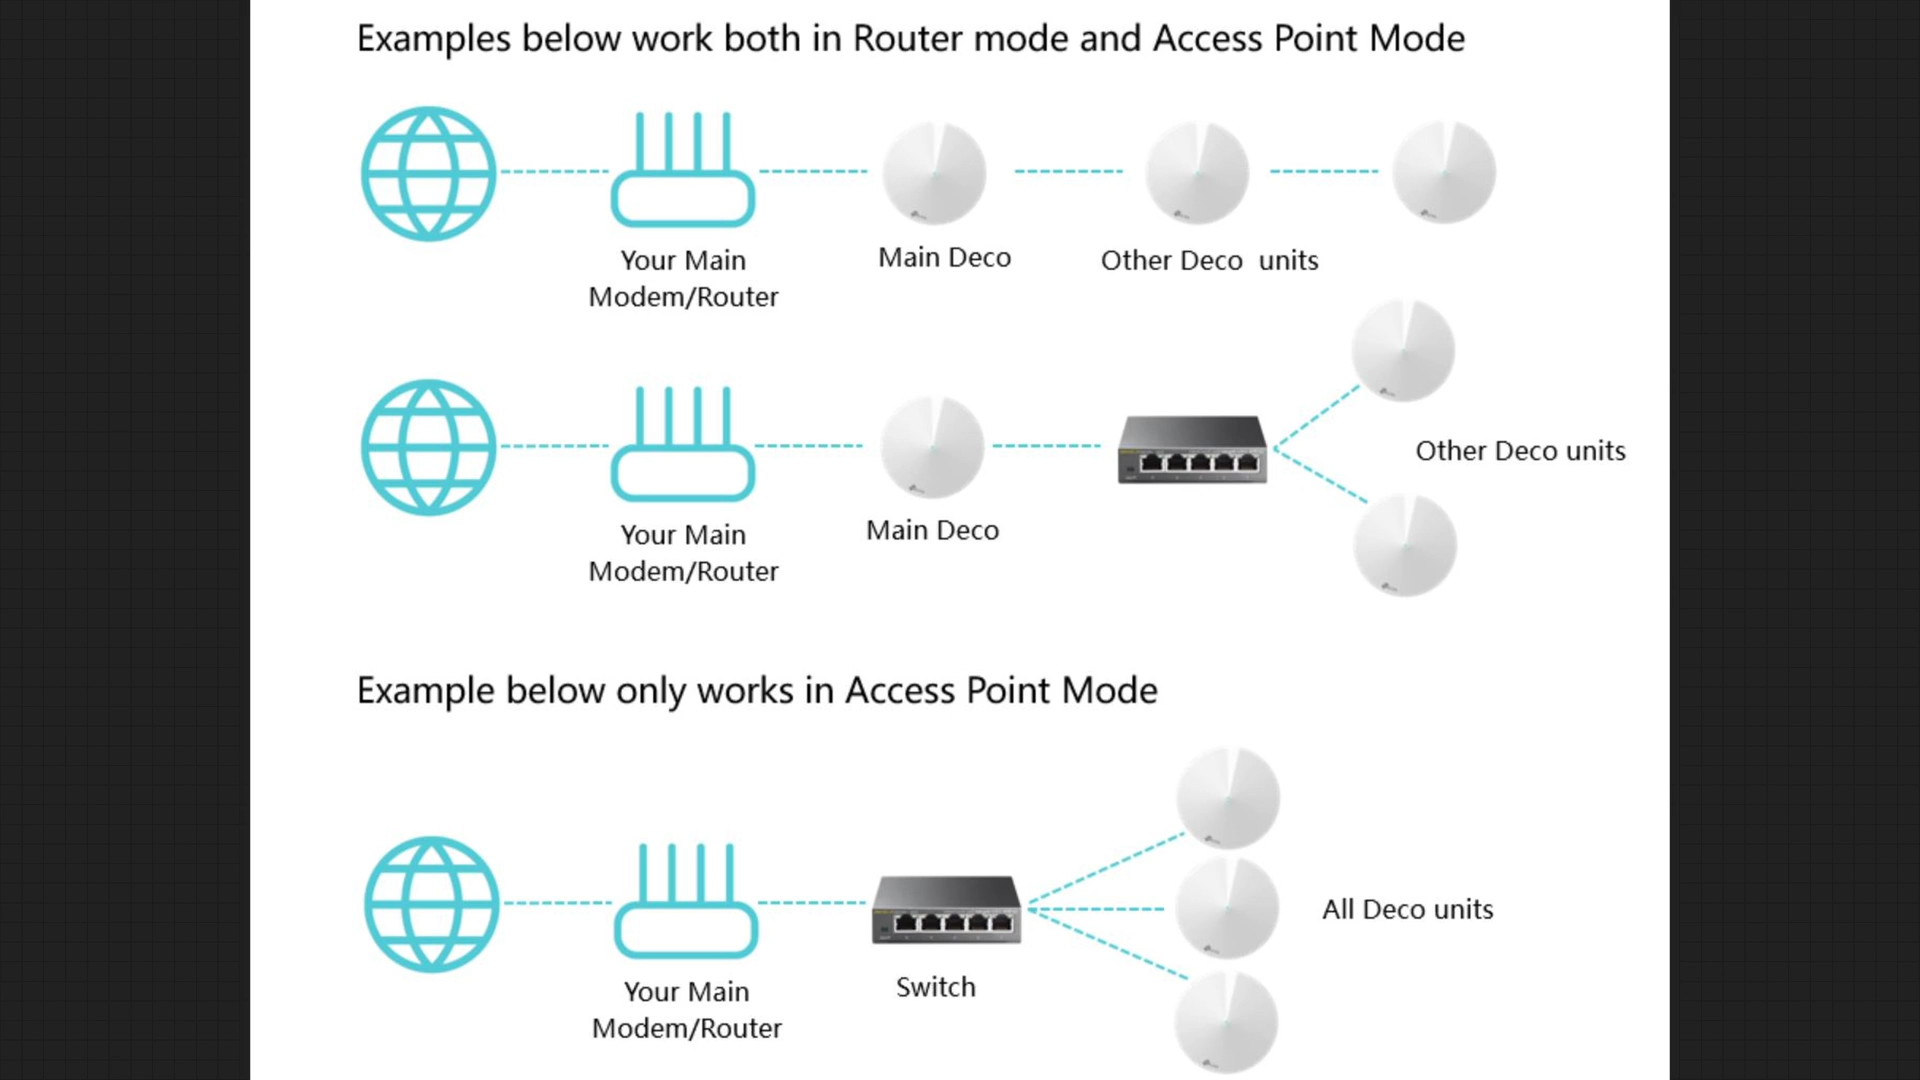 Examples below work both in Router mode and Access Point Mode
Your Main
Modem/Router
Main Deco
Other Deco units
Your Main
Modem/Router
Main Deco
Other Deco units
Example below only works in Access Point Mode
Your Main
Modem/Router
Switch
All Deco units